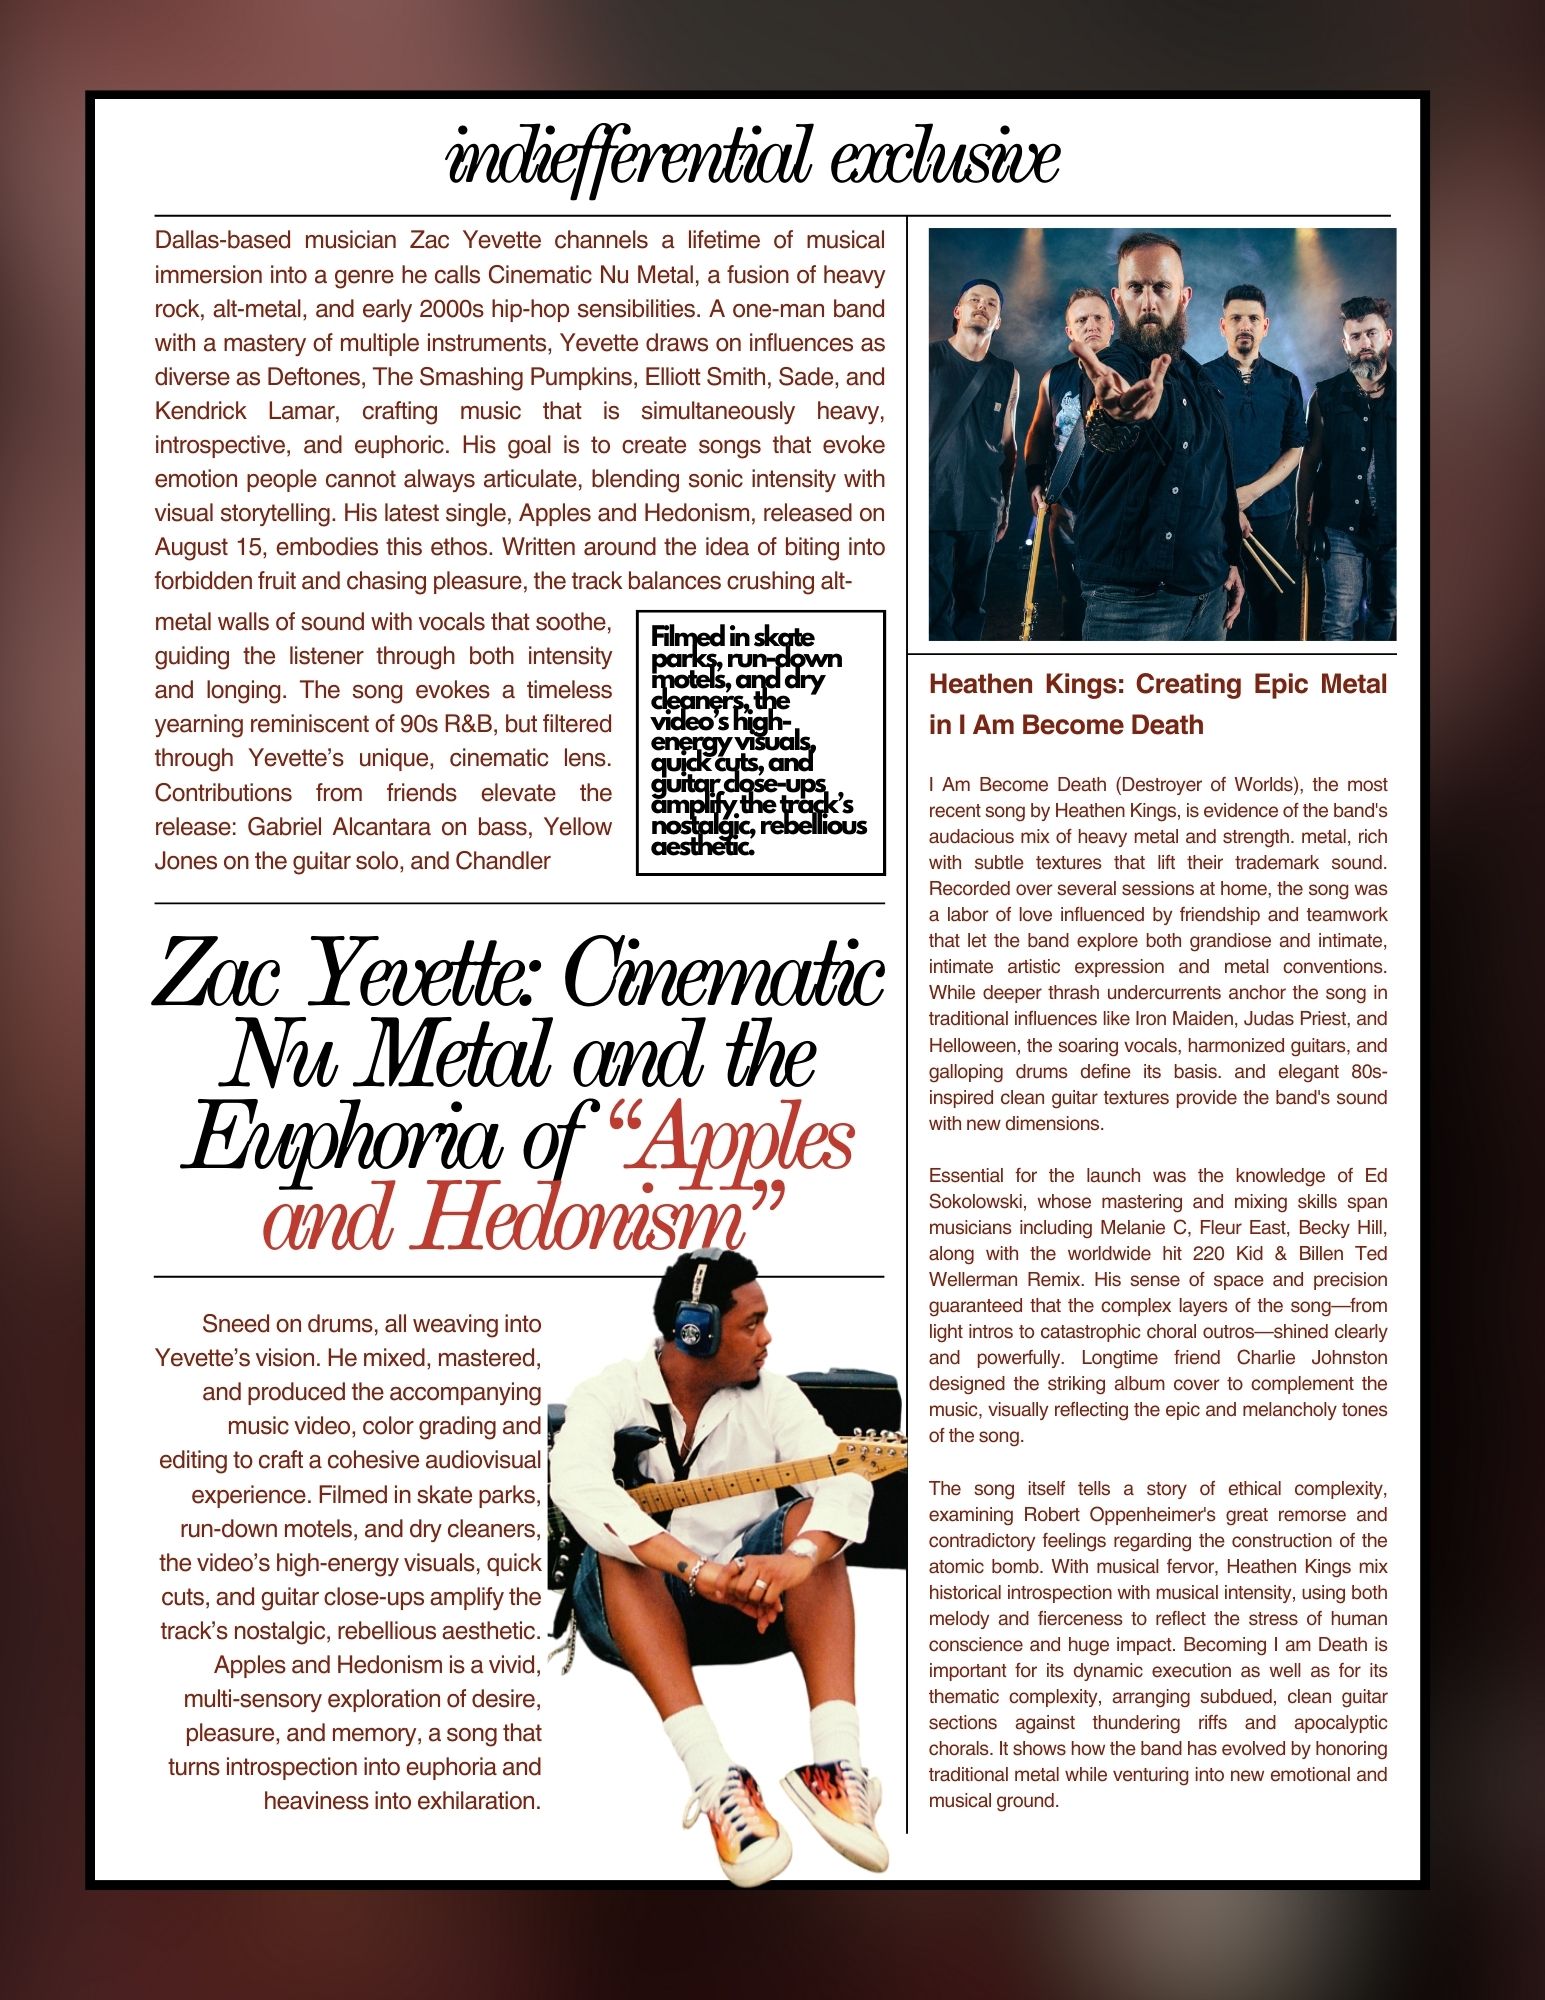 indiefferential exclusive
Dallas-based musician Zac Yevette channels a lifetime of musical
immersion into a genre he calls Cinematic Nu Metal, a fusion of heavy
rock, alt-metal, and early 2000s hip-hop sensibilities. A one-man band
with a mastery of multiple instruments, Yevette draws on influences as
diverse as Deftones, The Smashing Pumpkins, Elliott Smith, Sade, and
Kendrick Lamar, crafting music that is simultaneously heavy,
introspective, and euphoric. His goal is to create songs that evoke
emotion people cannot always articulate, blending sonic intensity with
visual storytelling. His latest single, Apples and Hedonism, released on
August 15, embodies this ethos. Written around the idea of biting into
forbidden fruit and chasing pleasure, the track balances crushing alt-
metal walls of sound with vocals that soothe,
guiding the listener through both intensity
and longing. The song evokes a timeless
yearning reminiscent of 90s R&B, but filtered
through Yevette’s unique, cinematic lens.
Contributions from friends elevate the
release: Gabriel Alcantara on bass, Yellow
Jones on the guitar solo, and Chandler
Filmed in skate
parks, run-down
motels, and dry
cleaners, the
video’s high-
energy visuals,
quick cuts, and
guitar close-ups
amplify the track’s
nostalgic, rebellious
aesthetic.
Zac Yevette: Cinematic
Nu Metal and the
Euphoria of “Apples
and Hedonism”
Sneed on drums, all weaving into
Yevette’s vision. He mixed, mastered,
and produced the accompanying
music video, color grading and
editing to craft a cohesive audiovisual
experience. Filmed in skate parks,
run-down motels, and dry cleaners,
the video’s high-energy visuals, quick
cuts, and guitar close-ups amplify the
track’s nostalgic, rebellious aesthetic.
Apples and Hedonism is a vivid,
multi-sensory exploration of desire,
pleasure, and memory, a song that
turns introspection into euphoria and
heaviness into exhilaration.
Heathen Kings: Creating Epic Metal
in I Am Become Death
I Am Become Death (Destroyer of Worlds), the most
recent song by Heathen Kings, is evidence of the band's
audacious mix of heavy metal and strength. metal, rich
with subtle textures that lift their trademark sound.
Recorded over several sessions at home, the song was
a labor of love influenced by friendship and teamwork
that let the band explore both grandiose and intimate,
intimate artistic expression and metal conventions.
While deeper thrash undercurrents anchor the song in
traditional influences like Iron Maiden, Judas Priest, and
Helloween, the soaring vocals, harmonized guitars, and
galloping drums define its basis. and elegant 80s-
inspired clean guitar textures provide the band's sound
with new dimensions.
Essential for the launch was the knowledge of Ed
Sokolowski, whose mastering and mixing skills span
musicians including Melanie C, Fleur East, Becky Hill,
along with the worldwide hit 220 Kid & Billen Ted
Wellerman Remix. His sense of space and precision
guaranteed that the complex layers of the song—from
light intros to catastrophic choral outros—shined clearly
and powerfully. Longtime friend Charlie Johnston
designed the striking album cover to complement the
music, visually reflecting the epic and melancholy tones
of the song.
The song itself tells a story of ethical complexity,
examining Robert Oppenheimer's great remorse and
contradictory feelings regarding the construction of the
atomic bomb. With musical fervor, Heathen Kings mix
historical introspection with musical intensity, using both
melody and fierceness to reflect the stress of human
conscience and huge impact. Becoming I am Death is
important for its dynamic execution as well as for its
thematic complexity, arranging subdued, clean guitar
sections against thundering riffs and apocalyptic
chorals. It shows how the band has evolved by honoring
traditional metal while venturing into new emotional and
musical ground.